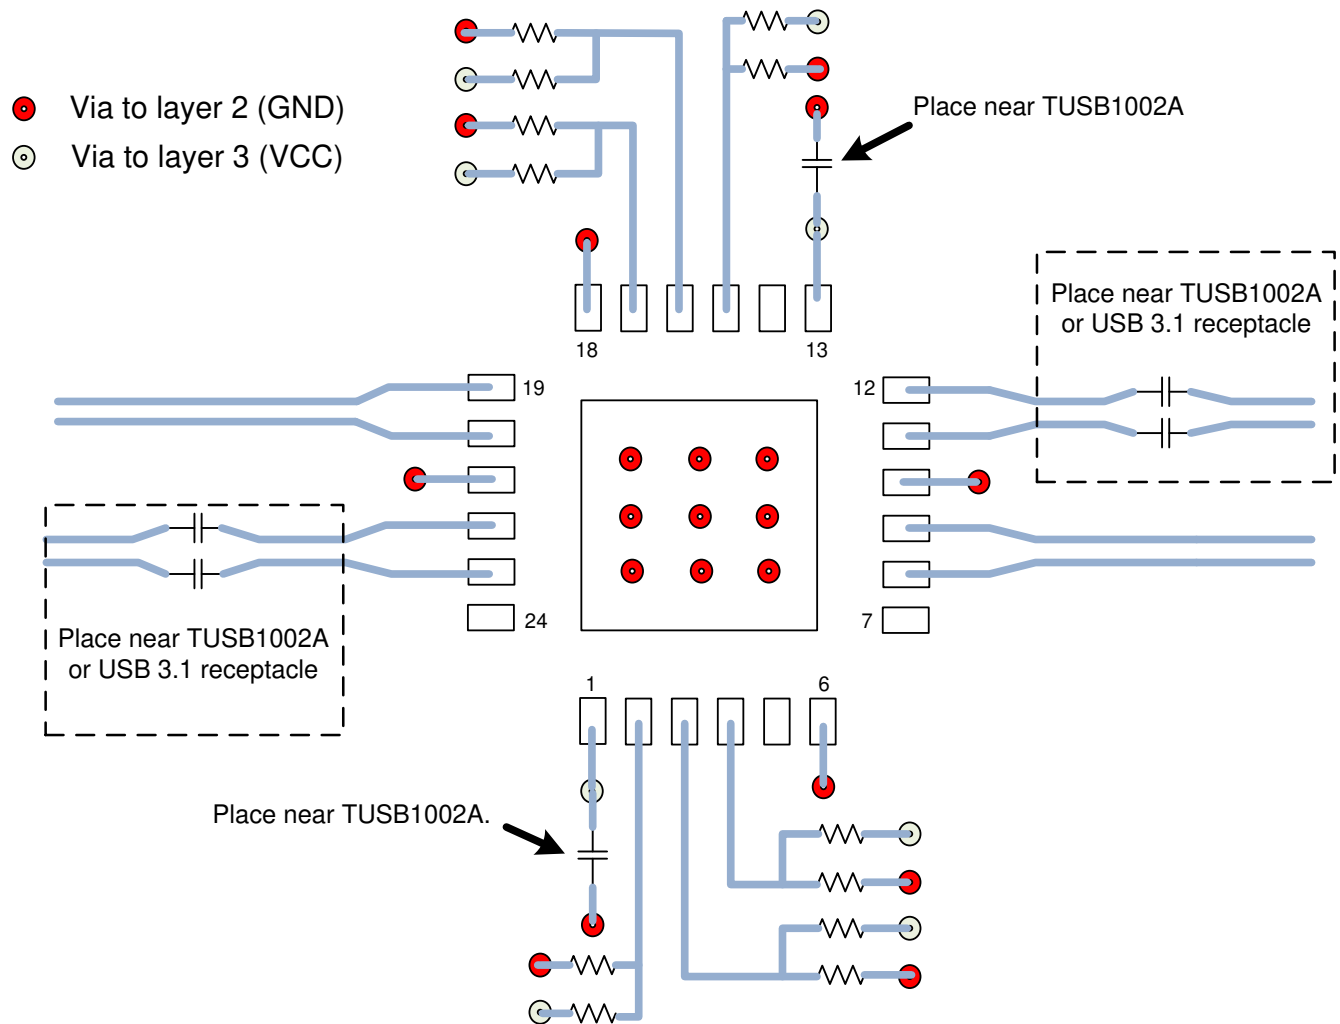 Via to layer 2 (GND)
Via to layer 3 (VCC)
Place near TUSB1002A
Place near TUSB1002A
or USB 3.1 receptacle
18
13
19
12
24
7
Place near TUSB1002A
or USB 3.1 receptacle
1
6
Place near TUSB1002A.